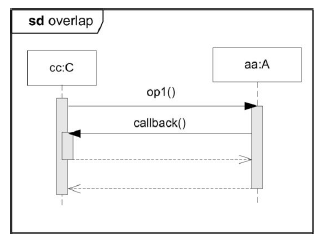 sd overlap
cc:C
aa:A
op1()
callback()